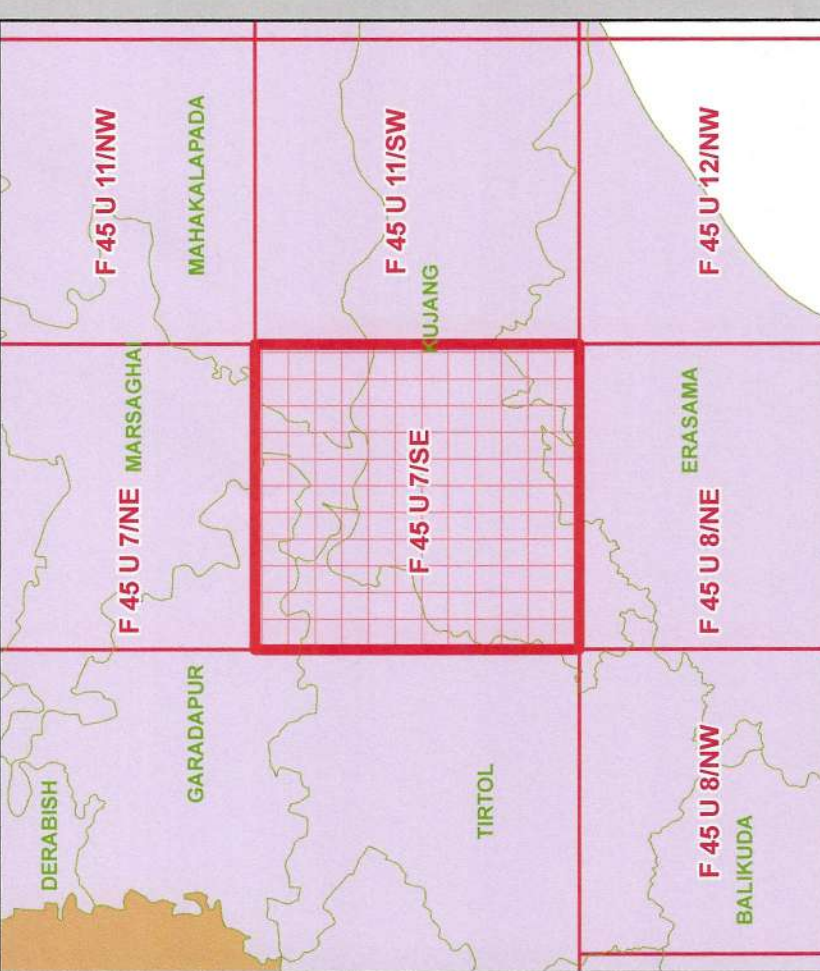 DERABISH
F 45 U 11/NW
F 45 U 7/NE
MARSAGHAI
GARADAPUR
MAHAKALAPADA
F 45 U 11/SW
F 45 U 7/SE
KUJANG
TIRTOL
ERASAMA
F 45 U 8/NW
F 45 U 8/NE
F 45 U 12/NW
BALIKUDA